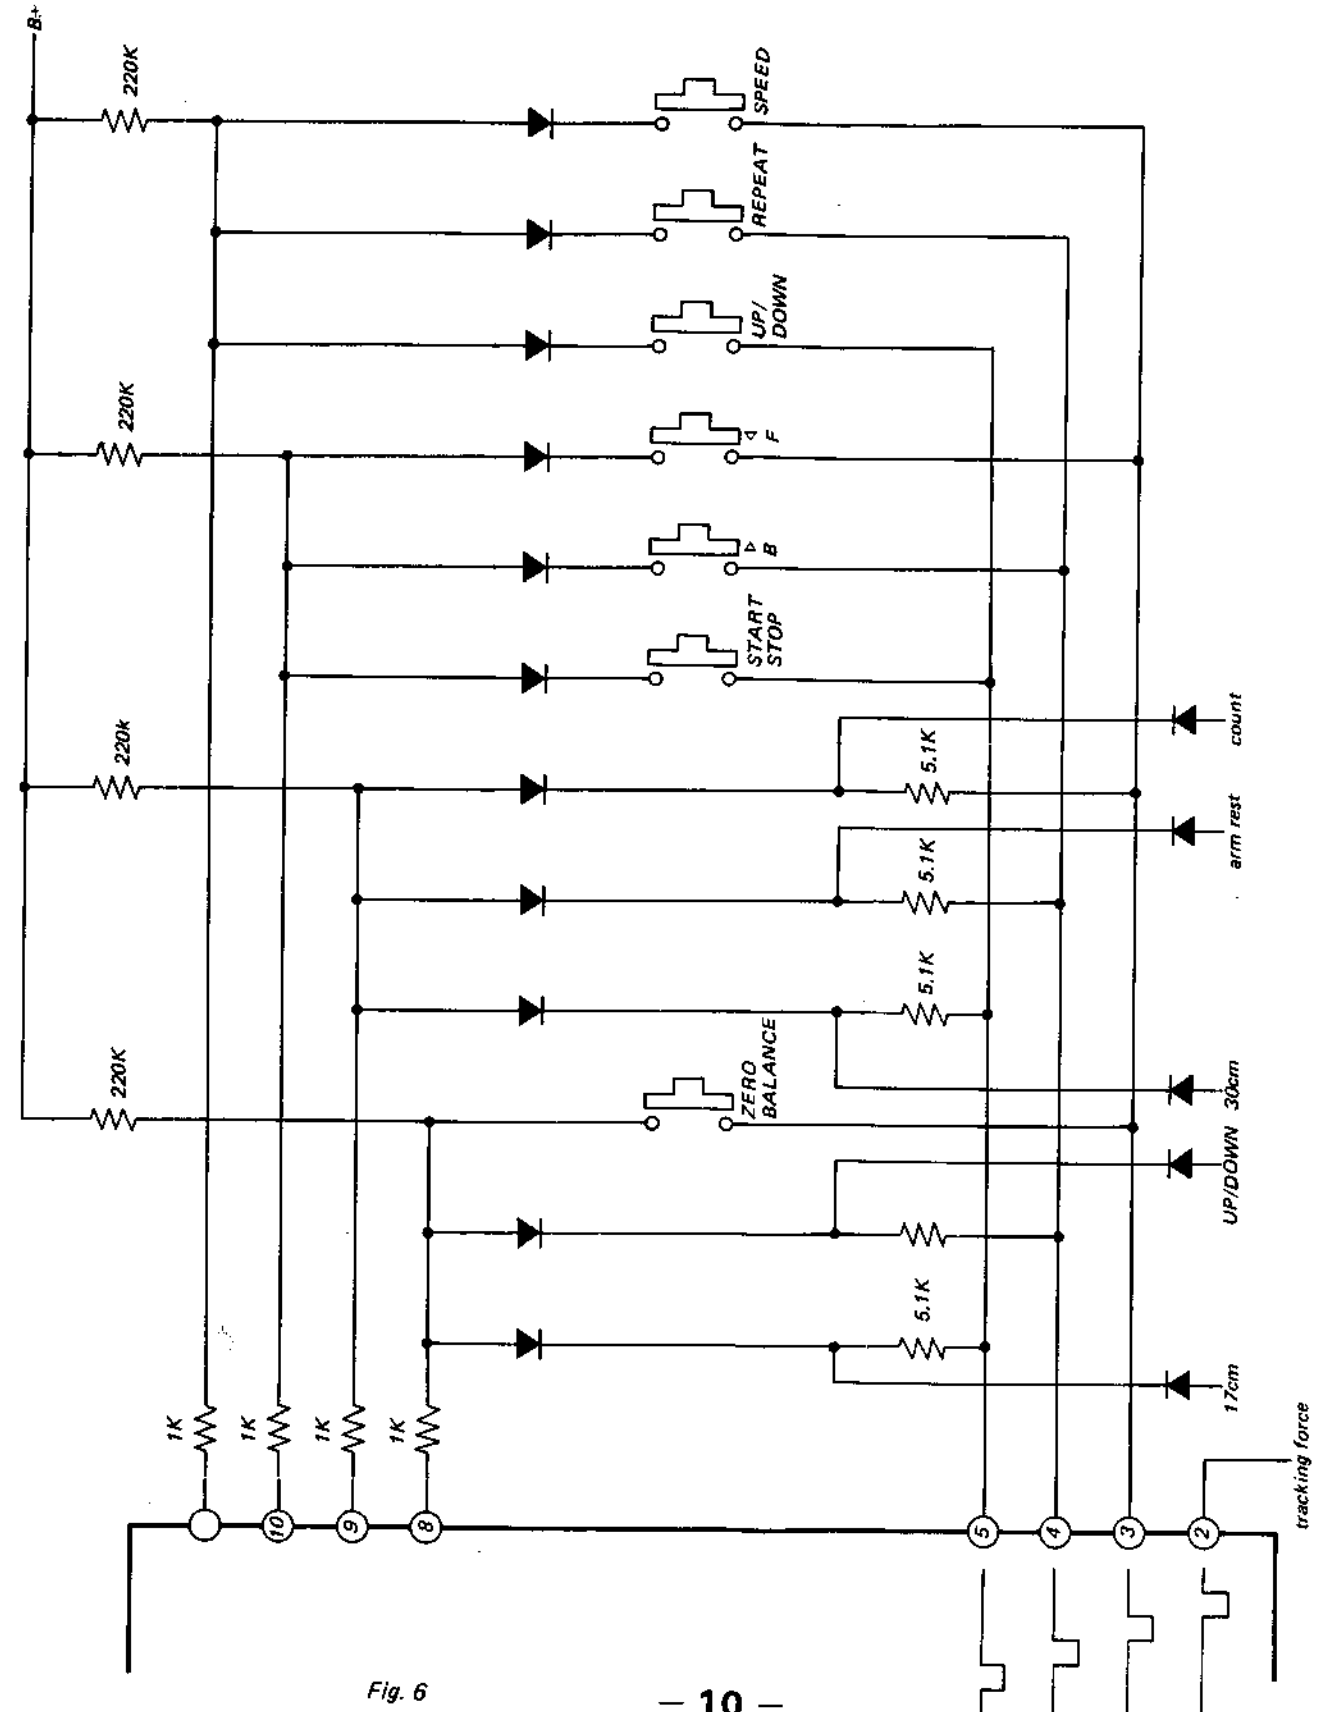 B+
220K
SPEED
REPEAT
UP/
DOWN
220K
F
B
START
STOP
220k
5.1K
count
5.1K
arm rest
5.1K
30cm
220K
ZERO
BALANCE
UP/DOWN
5.1K
17cm
1K
1K
1K
1K
10
9
8
5
4
3
2
tracking force
Fig. 6
— 10 —